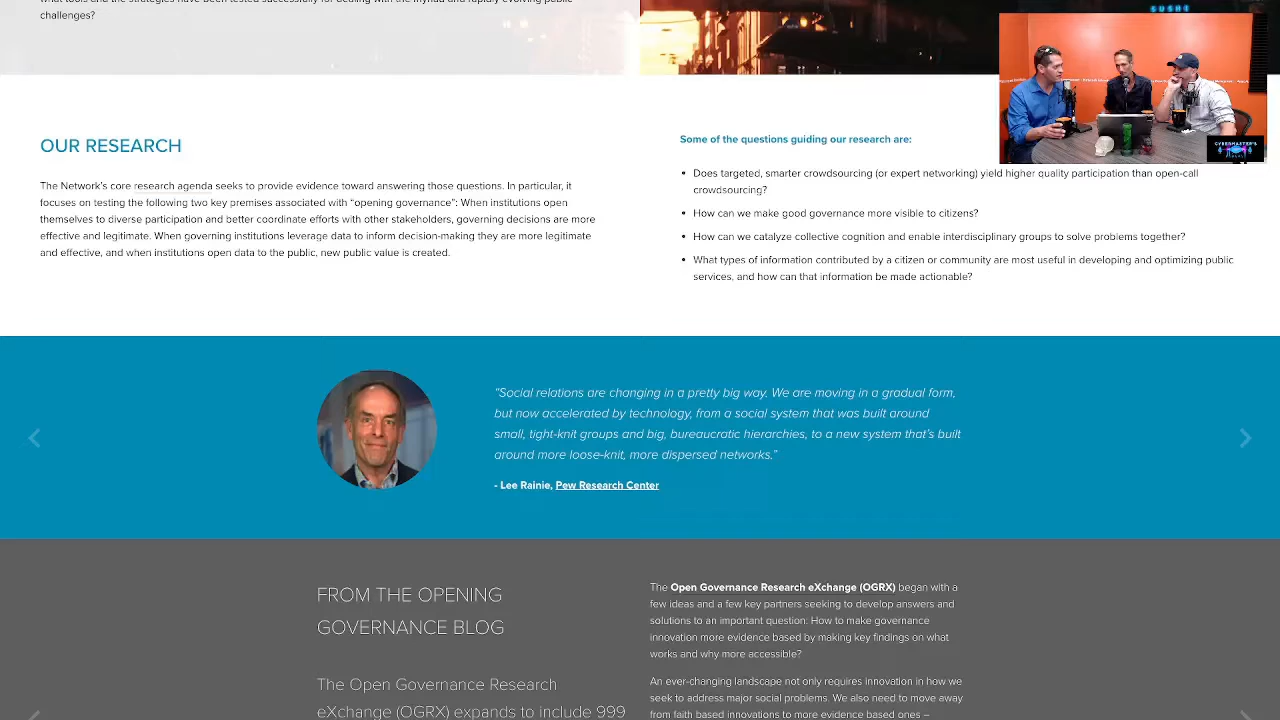 what tools and the strategies have been tested successfully for dealing with the myriad and rapidly evolving public
challenges?
SUSHI
OUR RESEARCH
The Network's core research agenda seeks to provide evidence toward answering those questions. In particular, it
focuses on testing the following two key premises associated with “opening governance”: When institutions open
themselves to diverse participation and better coordinate efforts with other stakeholders, governing decisions are more
effective and legitimate. When governing institutions leverage data to inform decision-making they are more legitimate
and effective, and when institutions open data to the public, new public value is created.
Some of the questions guiding our research are:
• Does targeted, smarter crowdsourcing (or expert networking) yield higher quality participation than open-call
crowdsourcing?
• How can we make good governance more visible to citizens?
• How can we catalyze collective cognition and enable interdisciplinary groups to solve problems together?
• What types of information contributed by a citizen or community are most useful in developing and optimizing public
services, and how can that information be made actionable?
“Social relations are changing in a pretty big way. We are moving in a gradual form,
but now accelerated by technology, from a social system that was built around
small, tight-knit groups and big, bureaucratic hierarchies, to a new system that's built
around more loose-knit, more dispersed networks.”
- Lee Rainie, Pew Research Center
FROM THE OPENING
GOVERNANCE BLOG
The Open Governance Research
eXchange (OGRX) expands to include 999
The Open Governance Research eXchange (OGRX) began with a
few ideas and a few key partners seeking to develop answers and
solutions to an important question: How to make governance
innovation more evidence based by making key findings on what
works and why more accessible?
An ever-changing landscape not only requires innovation in how we
seek to address major social problems. We also need to move away
from faith based innovations to more evidence based ones –